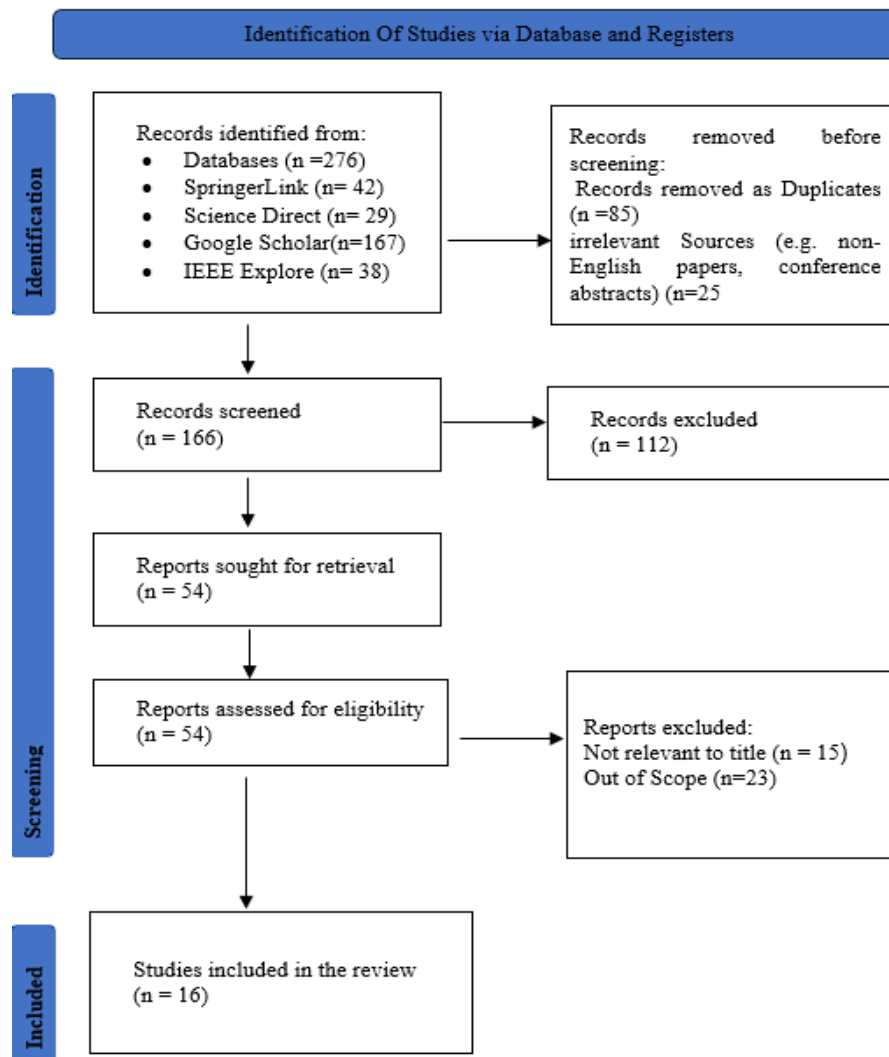 Identification Of Studies via Database and Registers
Identification
Records identified from:
• Databases (n =276)
• SpringerLink (n= 42)
• Science Direct (n= 29)
• Google Scholar(n=167)
• IEEE Explore (n= 38)
Records removed before
screening:
Records removed as Duplicates
(n =85)
irrelevant Sources (e.g. non-
English papers, conference
abstracts) (n=25
Screening
Records screened
(n = 166)
Records excluded
(n = 112)
Reports sought for retrieval
(n = 54)
Reports assessed for eligibility
(n = 54)
Reports excluded:
Not relevant to title (n = 15)
Out of Scope (n=23)
Included
Studies included in the review
(n = 16)